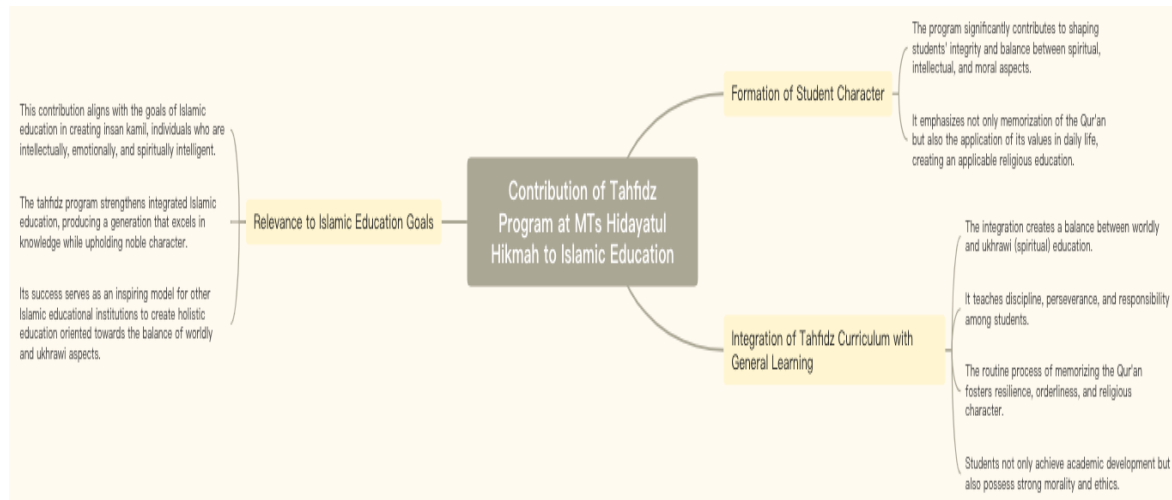 Contribution of Tahfidz
Program at MTs Hidayatul
Hikmah to Islamic Education
Formation of Student Character
The program significantly contributes to shaping
students' integrity and balance between spiritual,
intellectual, and moral aspects.
It emphasizes not only memorization of the Qur'an
but also the application of its values in daily life,
creating an applicable religious education.
Integration of Tahfidz Curriculum with
General Learning
The integration creates a balance between worldly
and ukhrawi (spiritual) education.
It teaches discipline, perseverance, and responsibility
among students.
The routine process of memorizing the Qur'an
fosters resilience, orderliness, and religious
character.
Students not only achieve academic development but
also possess strong morality and ethics.
Relevance to Islamic Education Goals
This contribution aligns with the goals of Islamic
education in creating insan kamil, individuals who are
intellectually, emotionally, and spiritually intelligent.
The tahfidz program strengthens integrated Islamic
education, producing a generation that excels in
knowledge while upholding noble character.
Its success serves as an inspiring model for other
Islamic educational institutions to create holistic
education oriented towards the balance of worldly
and ukhrawi aspects.